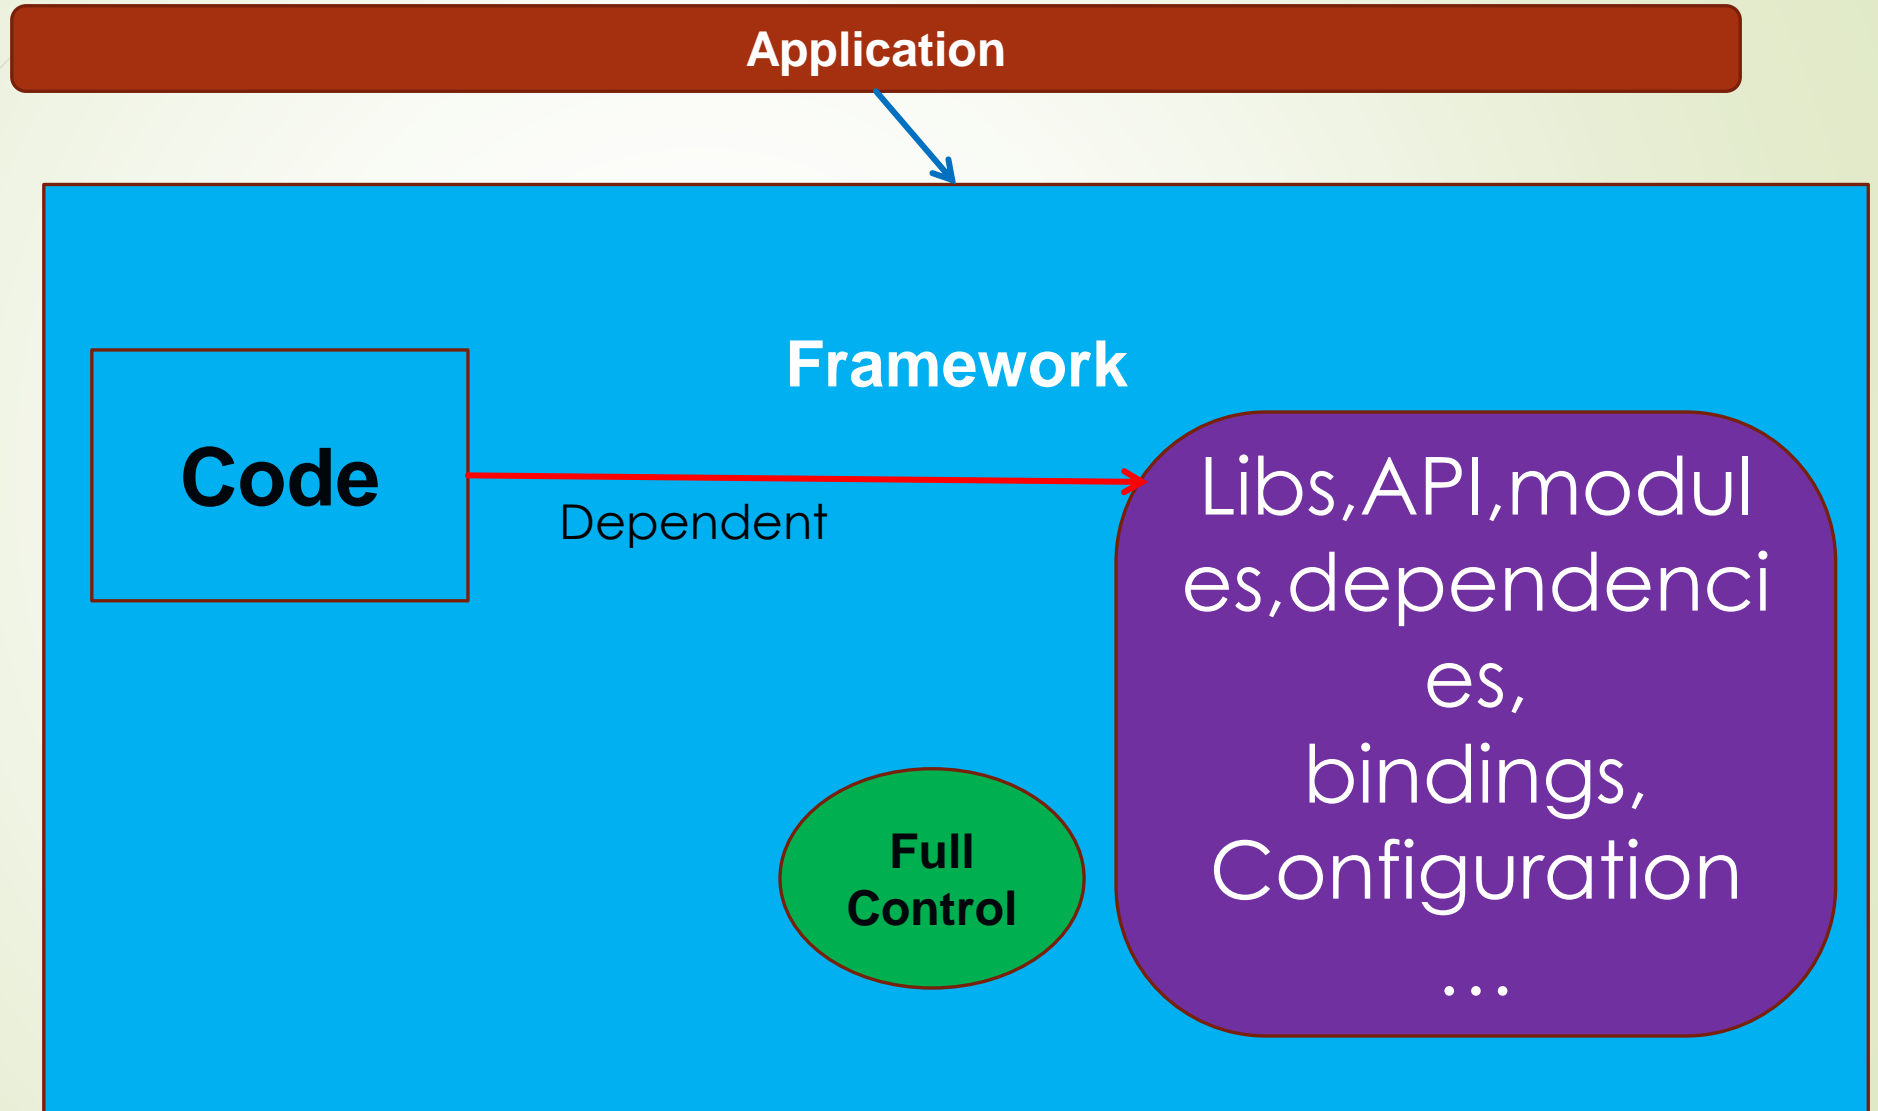 Application
Framework
Code
Dependent
Libs,API,modul
es,dependenci
es,
bindings,
Configuration
...
Full
Control